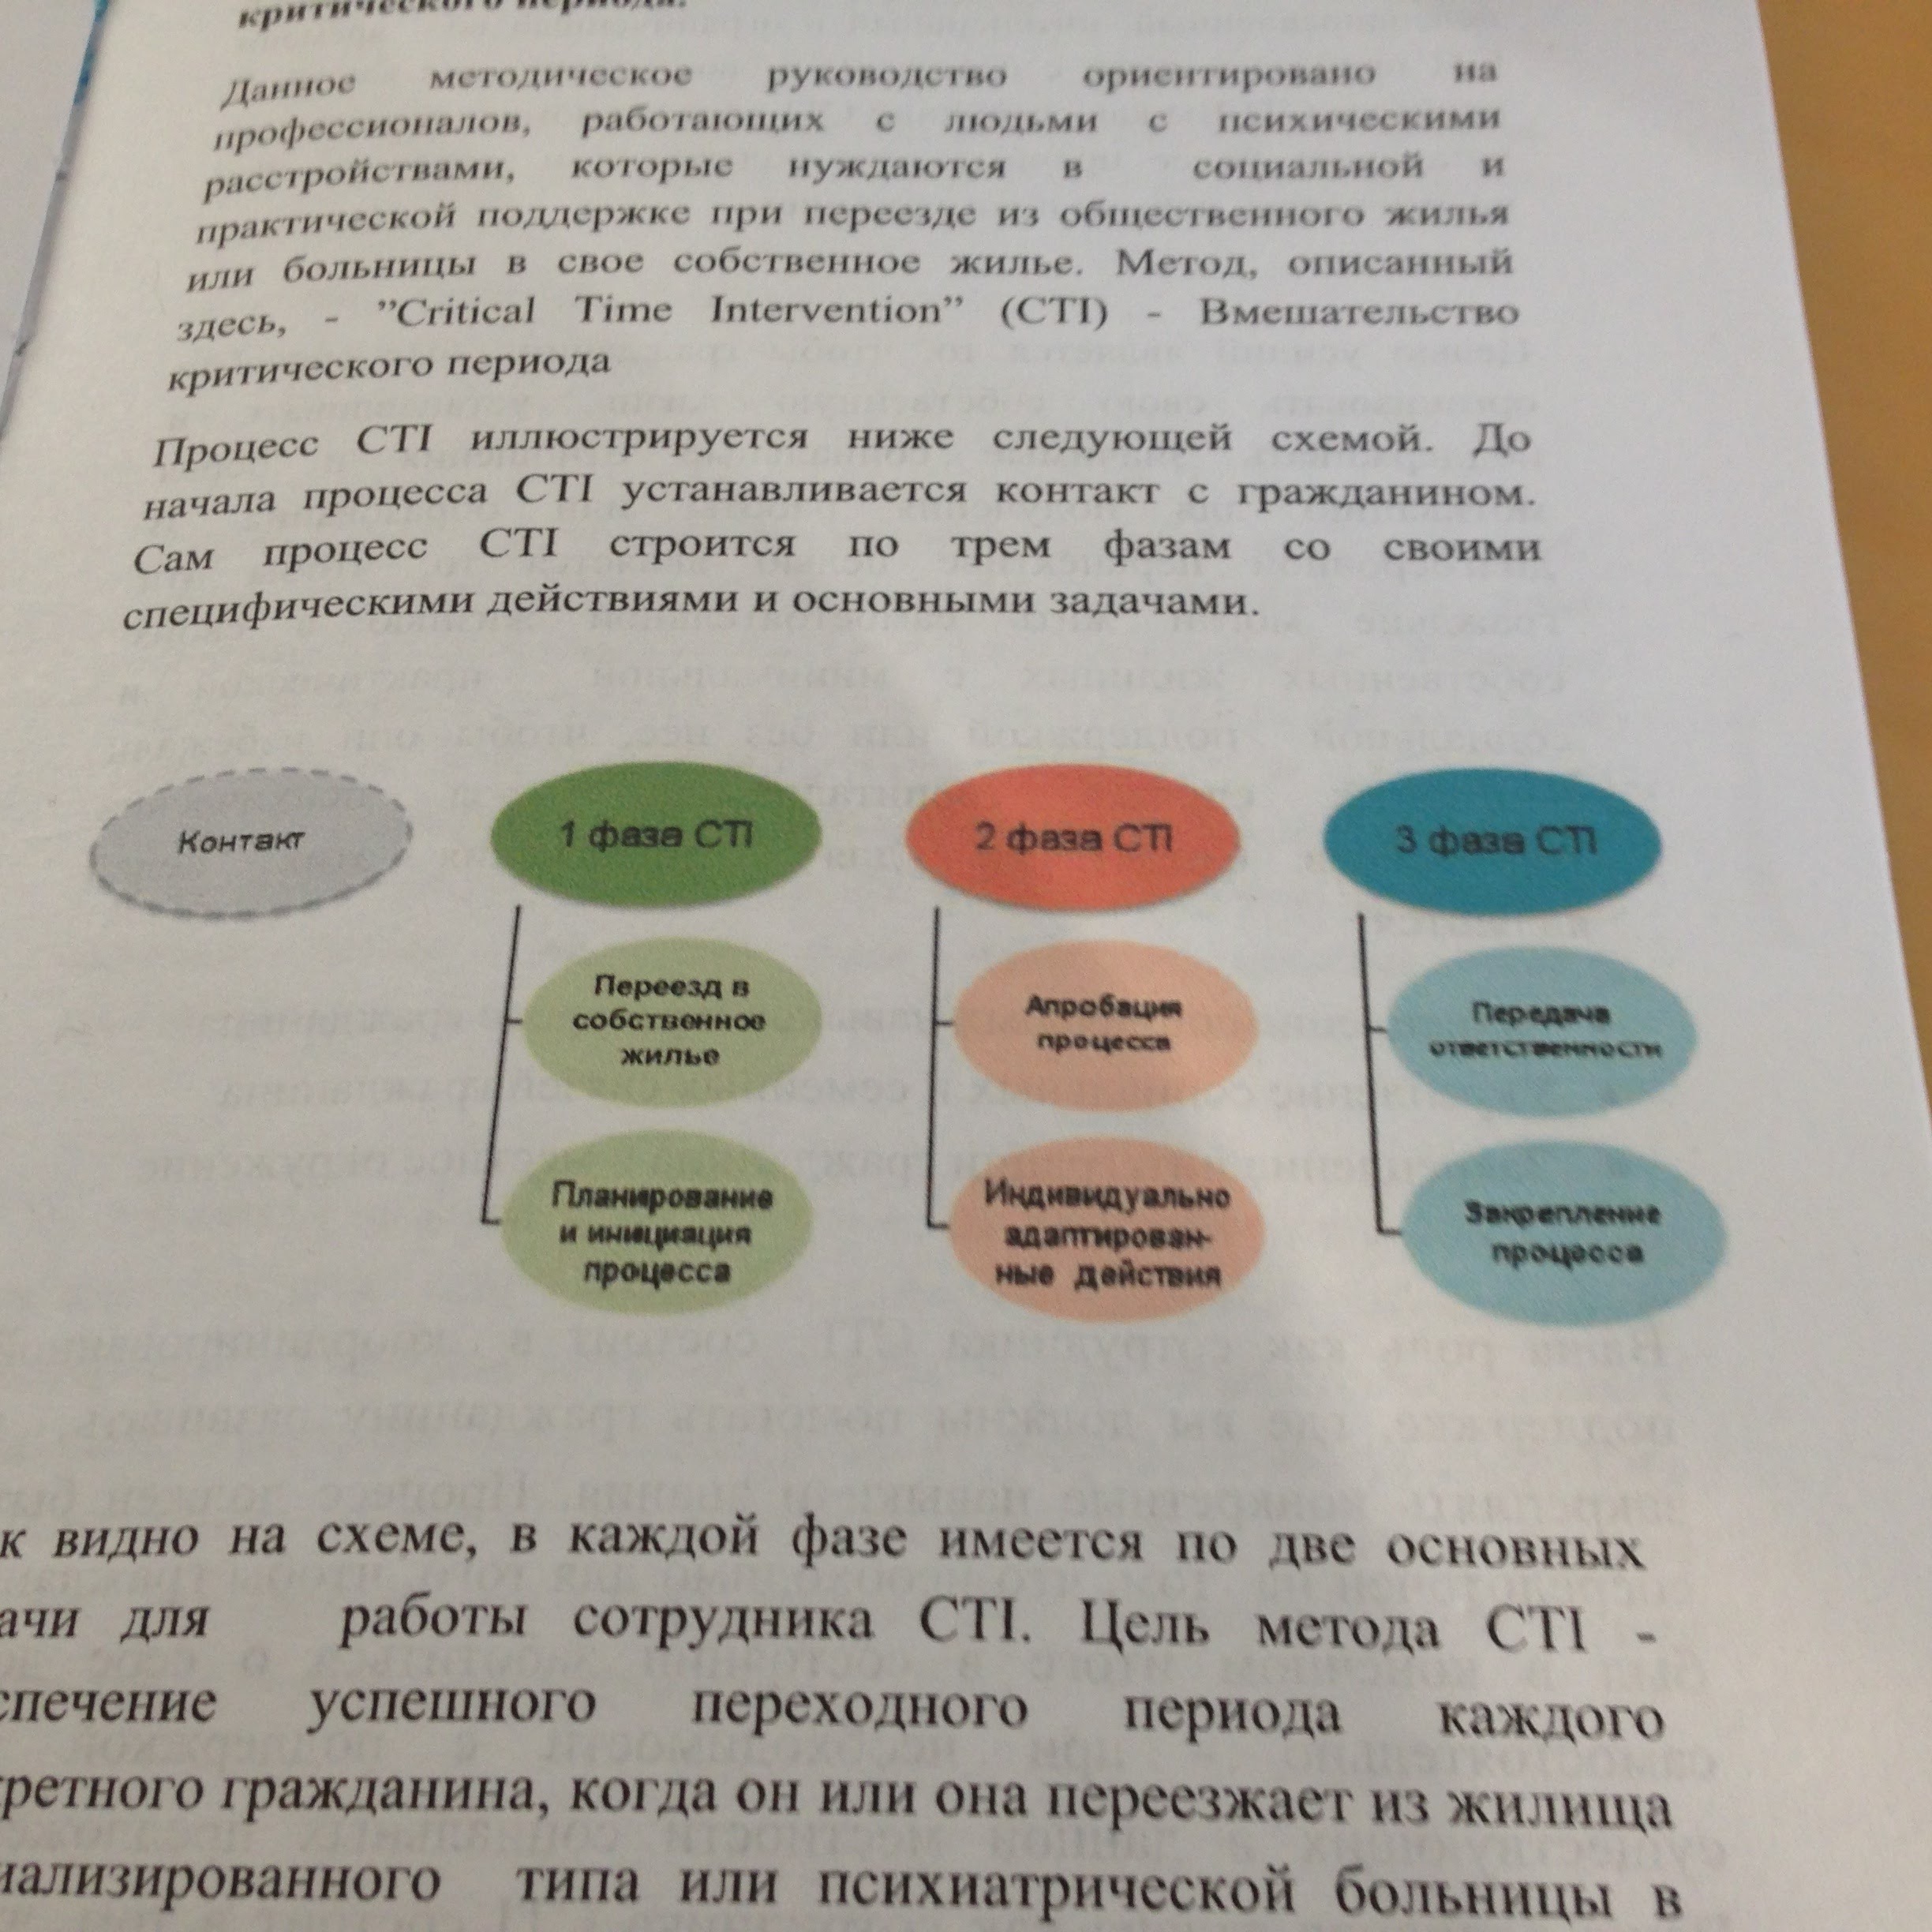 критического периода.
Данное методическое руководство ориентировано на
профессионалов, работающих с людьми с психическими
расстройствами, которые нуждаются в социальной и
практической поддержке при переезде из общественного жилья
или больницы в свое собственное жилье. Метод, описанный
здесь, - ”Critical Time Intervention” (CTI) - Вмешательство
критического периода
Процесс CTI иллюстрируется ниже следующей схемой. До
начала процесса CTI устанавливается контакт с гражданином.
Сам процесс CTI строится по трем фазам со своими
специфическими действиями и основными задачами.
Контакт
1 фаза CTI
Переезд в
собственное
жилье
Планирование
и инициация
процесса
2 фаза CTI
Апробация
процесса
Индивидуально
адаптирован-
ные действия
3 фаза CTI
Передача
ответственности
Закрепление
процесса
к видно на схеме, в каждой фазе имеется по две основных
ачи для работы сотрудника CTI. Цель метода CTI -
спечение успешного переходного периода каждого
кретного гражданина, когда он или она переезжает из жилища
иализированного типа или психиатрической больницы в